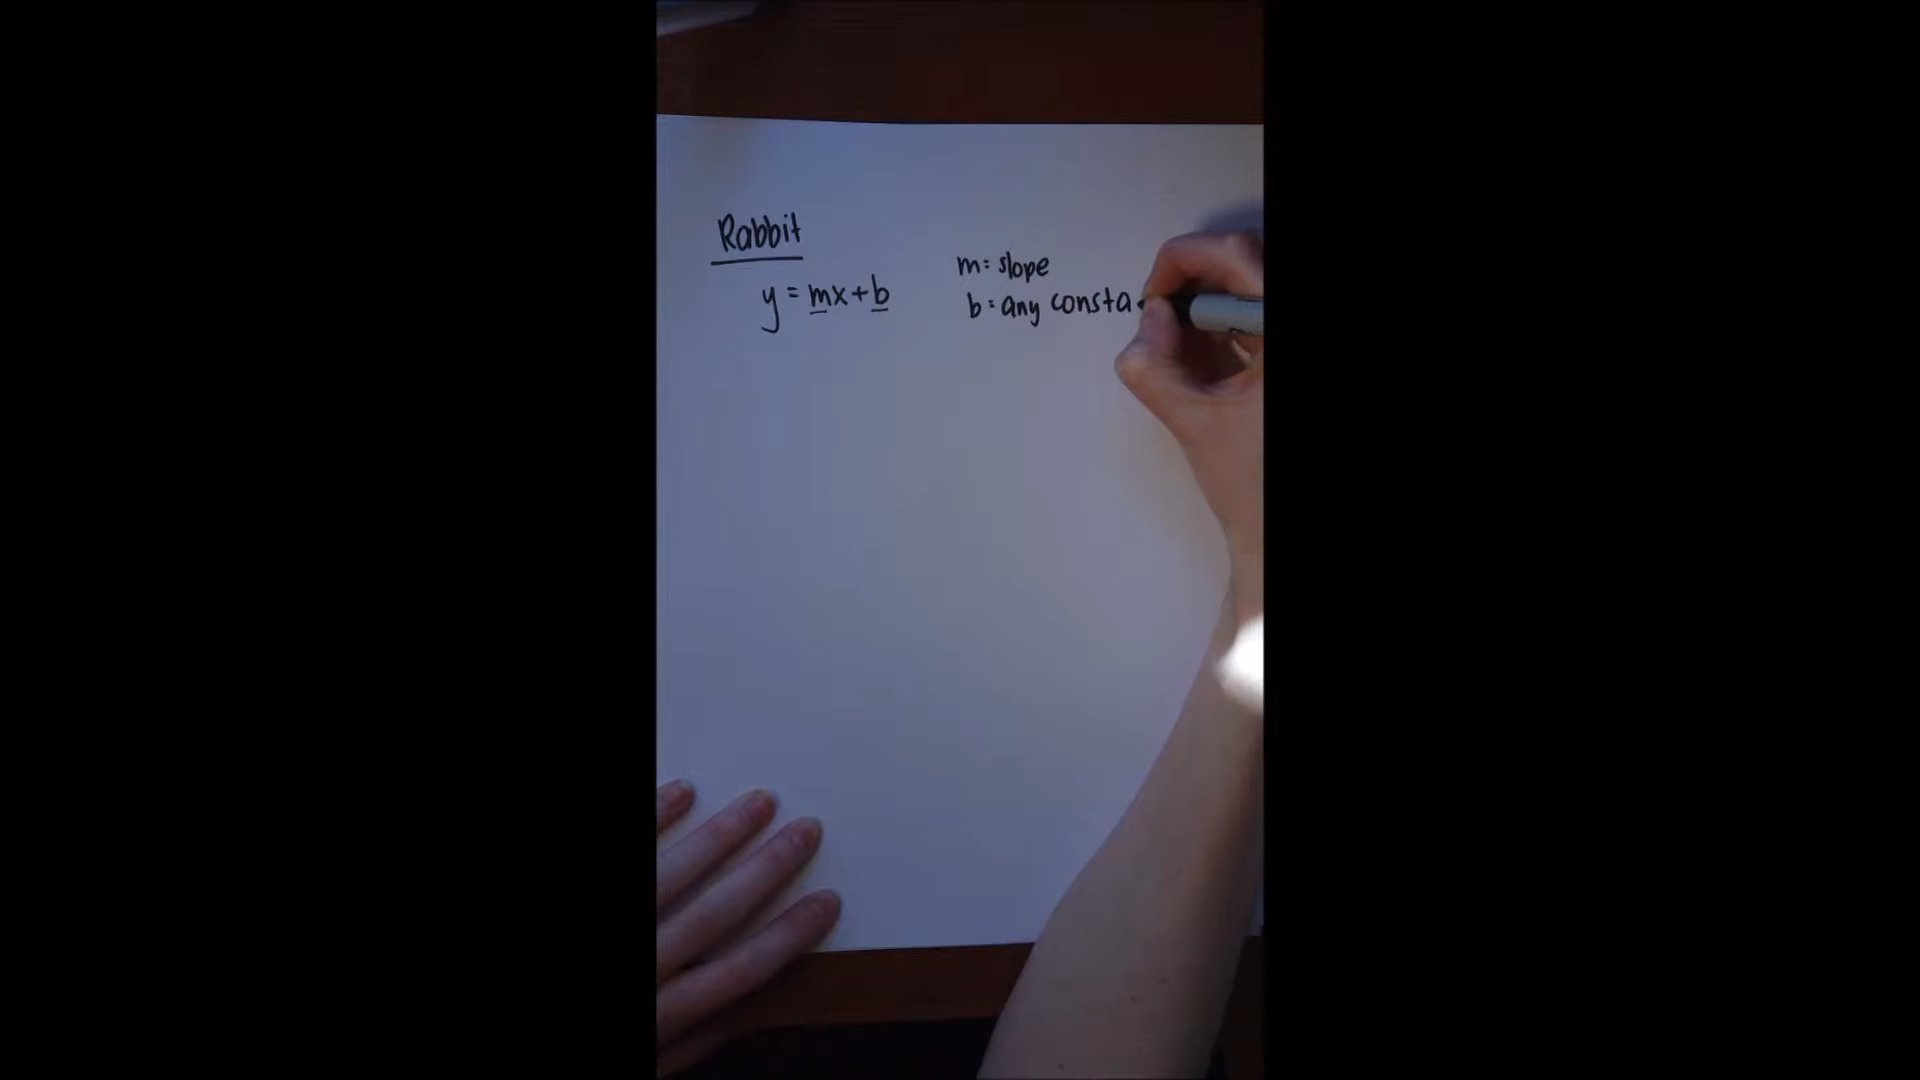 Rabbit
y = mx + b
m: slope
b: any consta